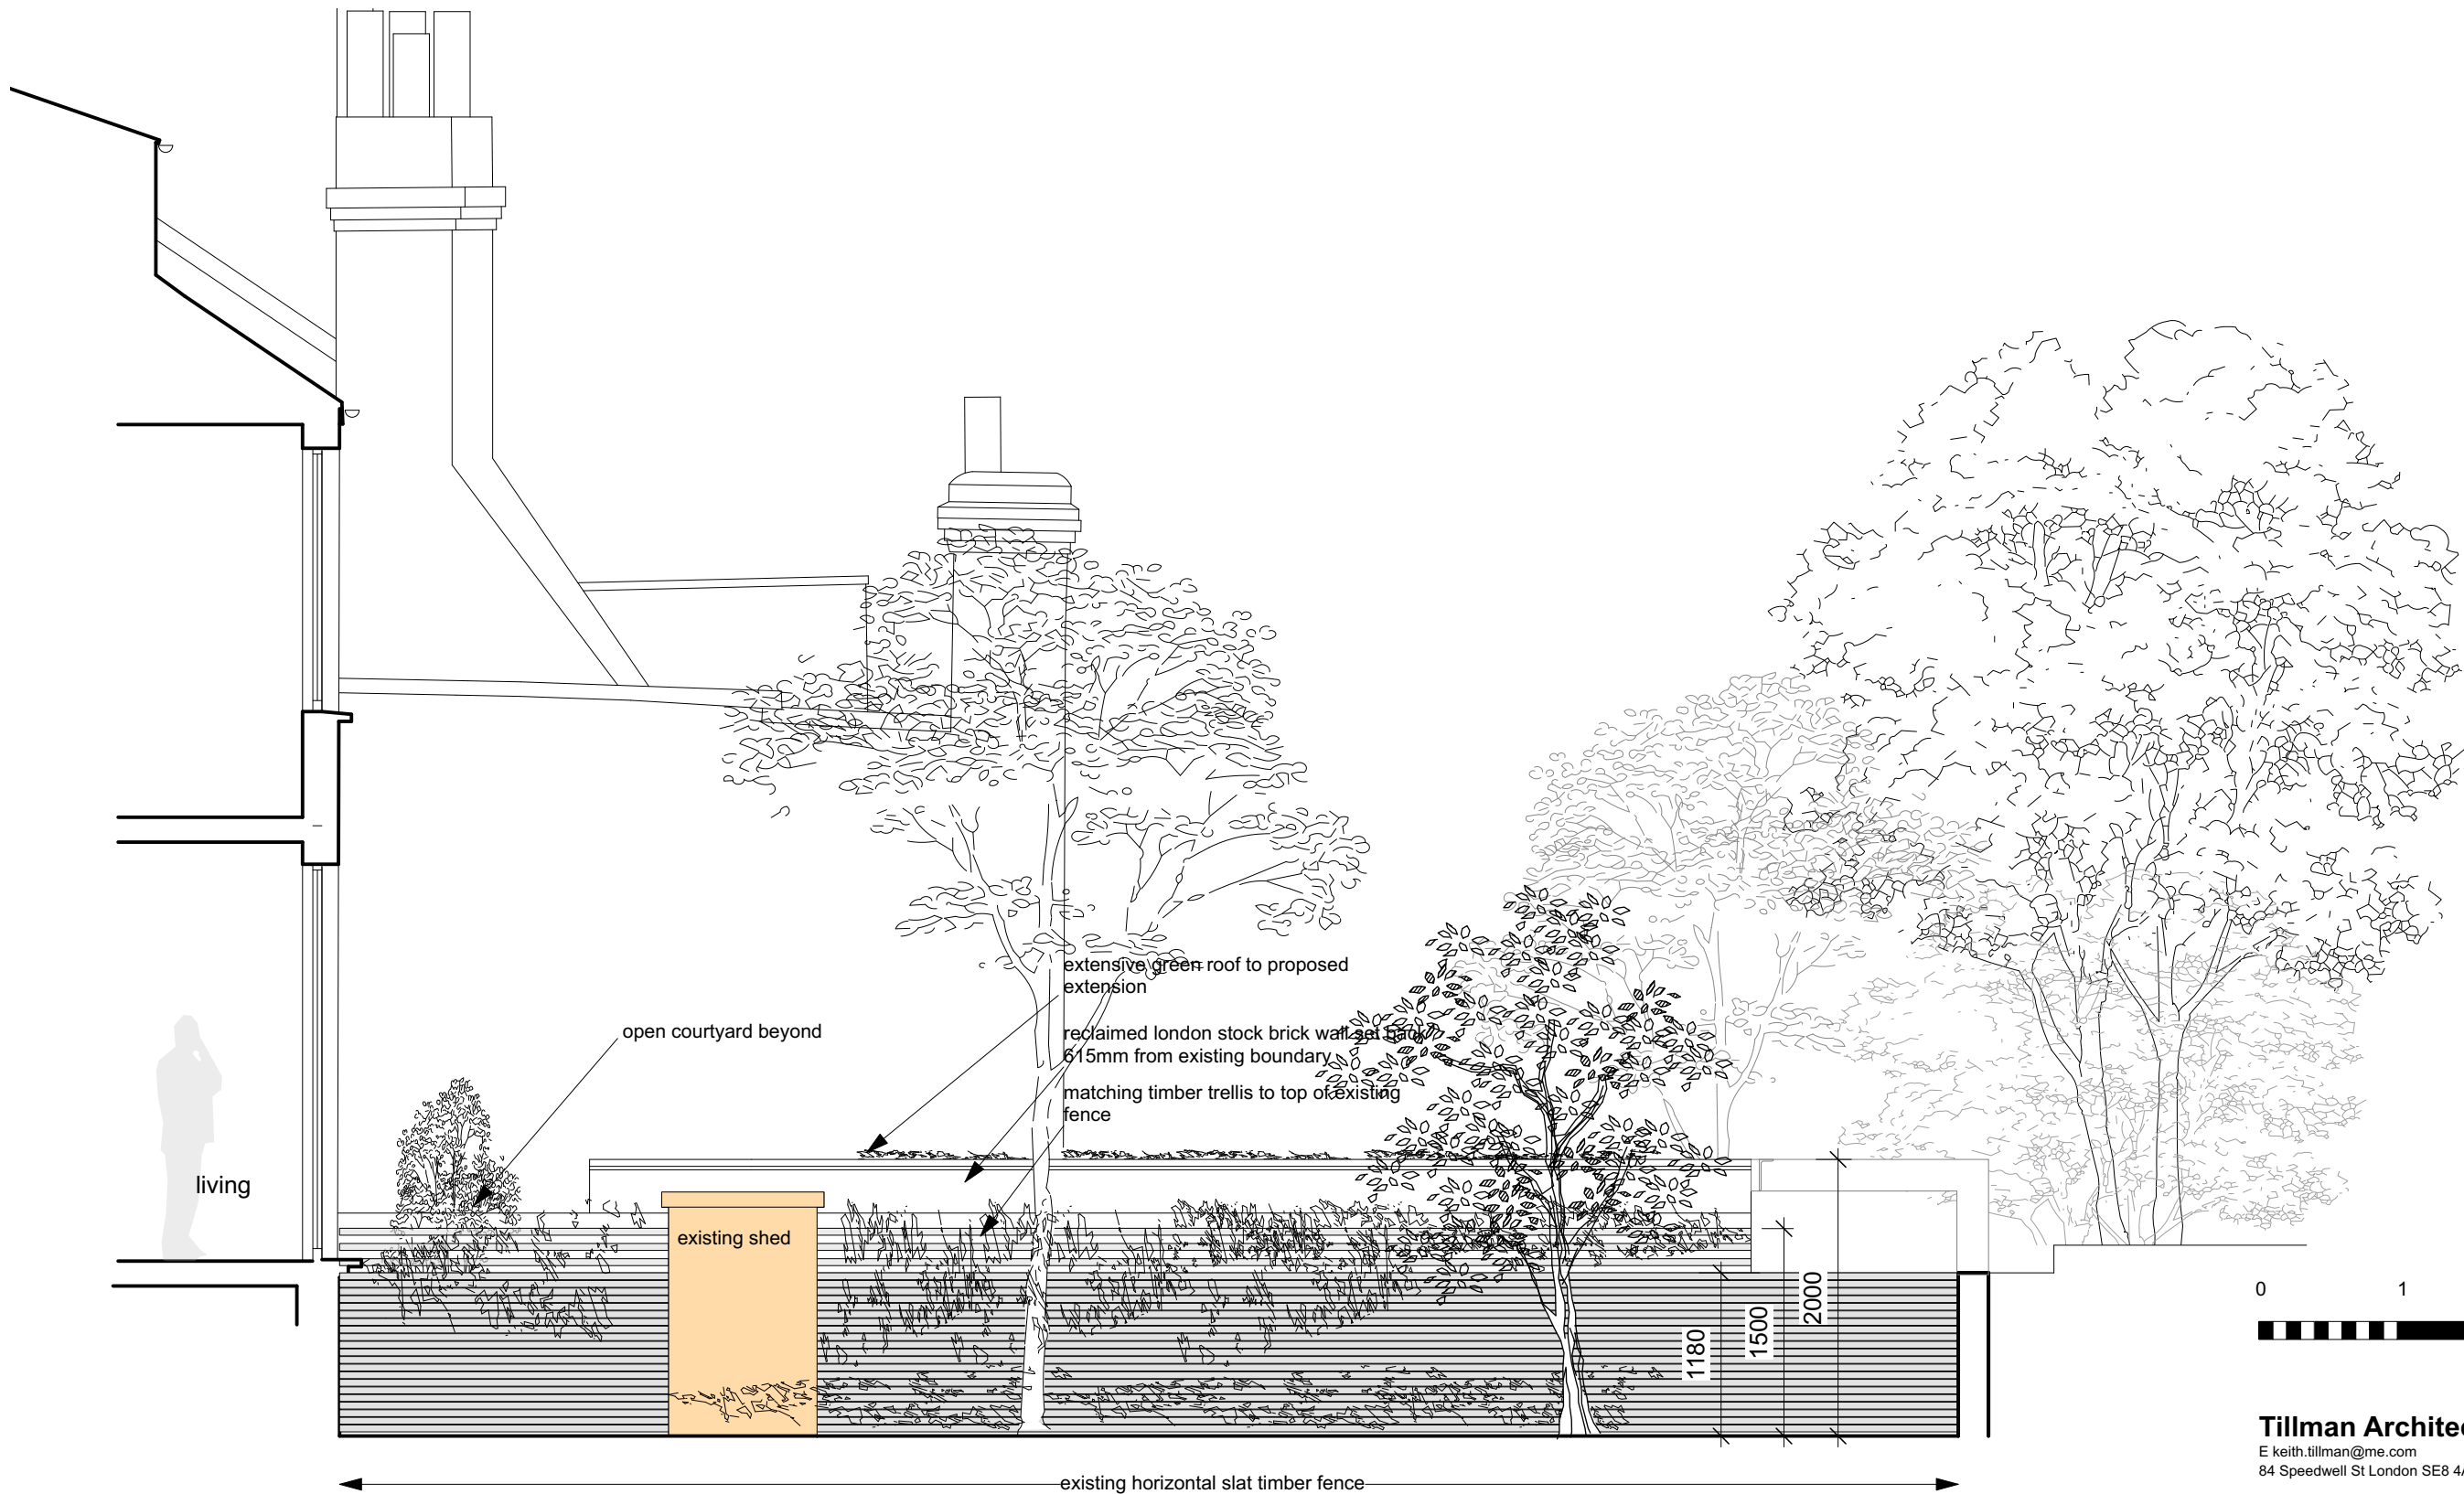 extensive green roof to proposed
extension
open courtyard beyond
reclaimed london stock brick wall set back
615mm from existing boundary
matching timber trellis to top of existing
fence
living
existing shed
1180
1500
2000
0 1
existing horizontal slat timber fence
Tillman Architec
E keith.tillman@me.com
84 Speedwell St London SE8 4